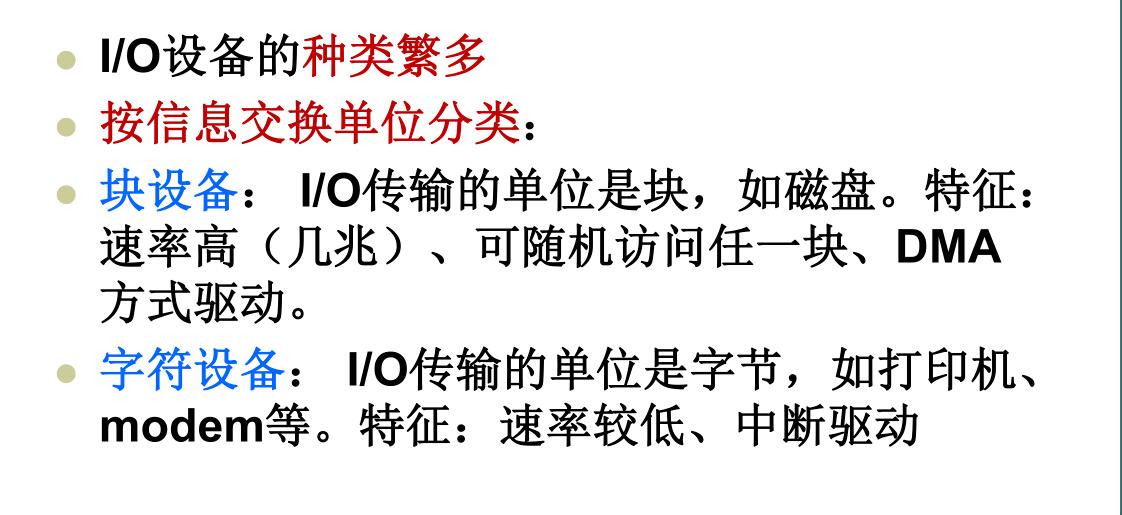 I/O设备的种类繁多
按信息交换单位分类：
块设备： I/O传输的单位是块，如磁盘。特征：
速率高（几兆）、可随机访问任一块、DMA
方式驱动。
字符设备： I/O传输的单位是字节，如打印机、
modem等。特征：速率较低、中断驱动